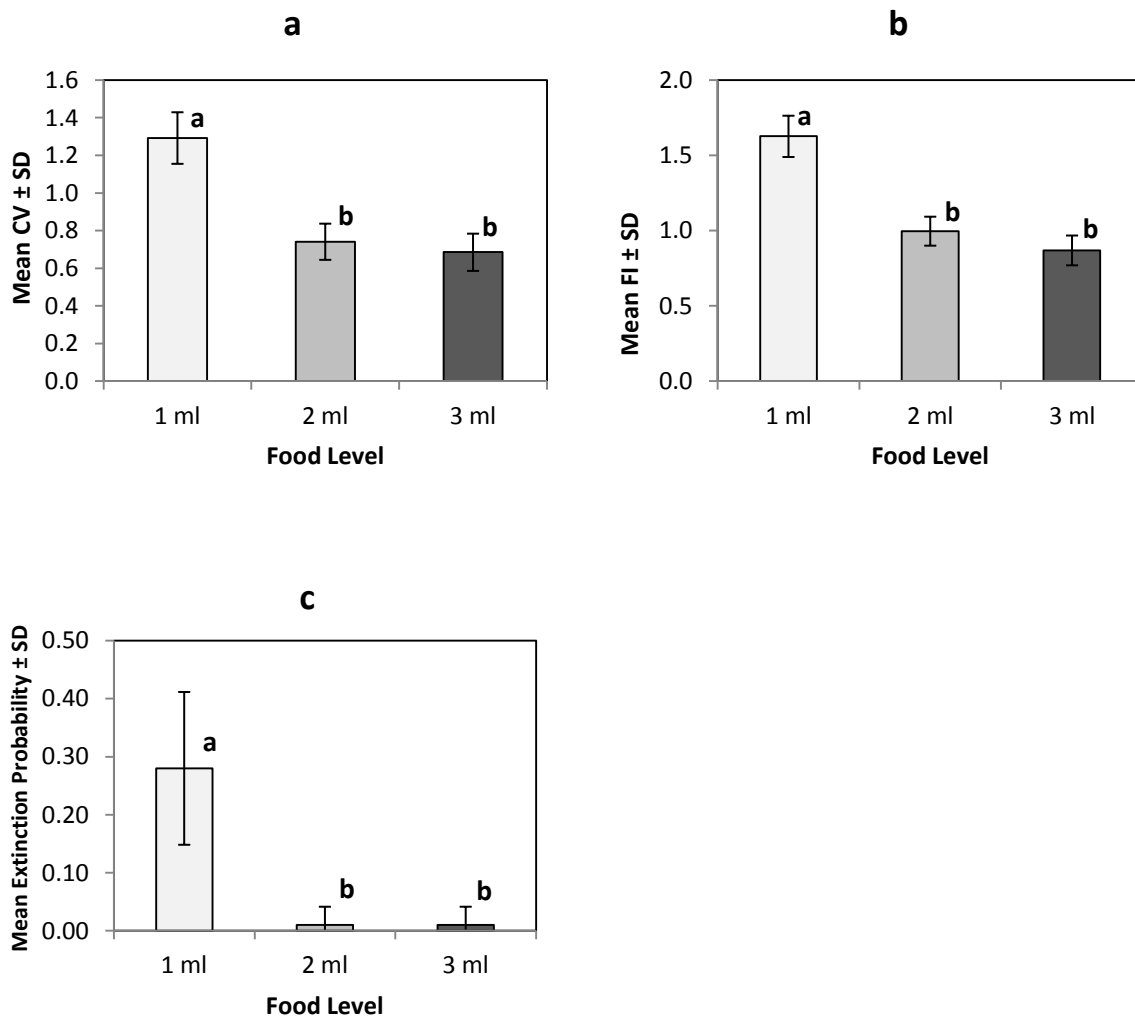 a
1.6
1.4
1.2
1.0
0.8
0.6
0.4
0.2
0.0
Mean CV ± SD
a
b
b
1 ml
2 ml
3 ml
Food Level
b
2.0
1.5
1.0
0.5
0.0
Mean FI ± SD
a
b
b
1 ml
2 ml
3 ml
Food Level
c
0.50
0.40
0.30
0.20
0.10
0.00
Mean Extinction Probability ± SD
a
b
b
1 ml
2 ml
3 ml
Food Level